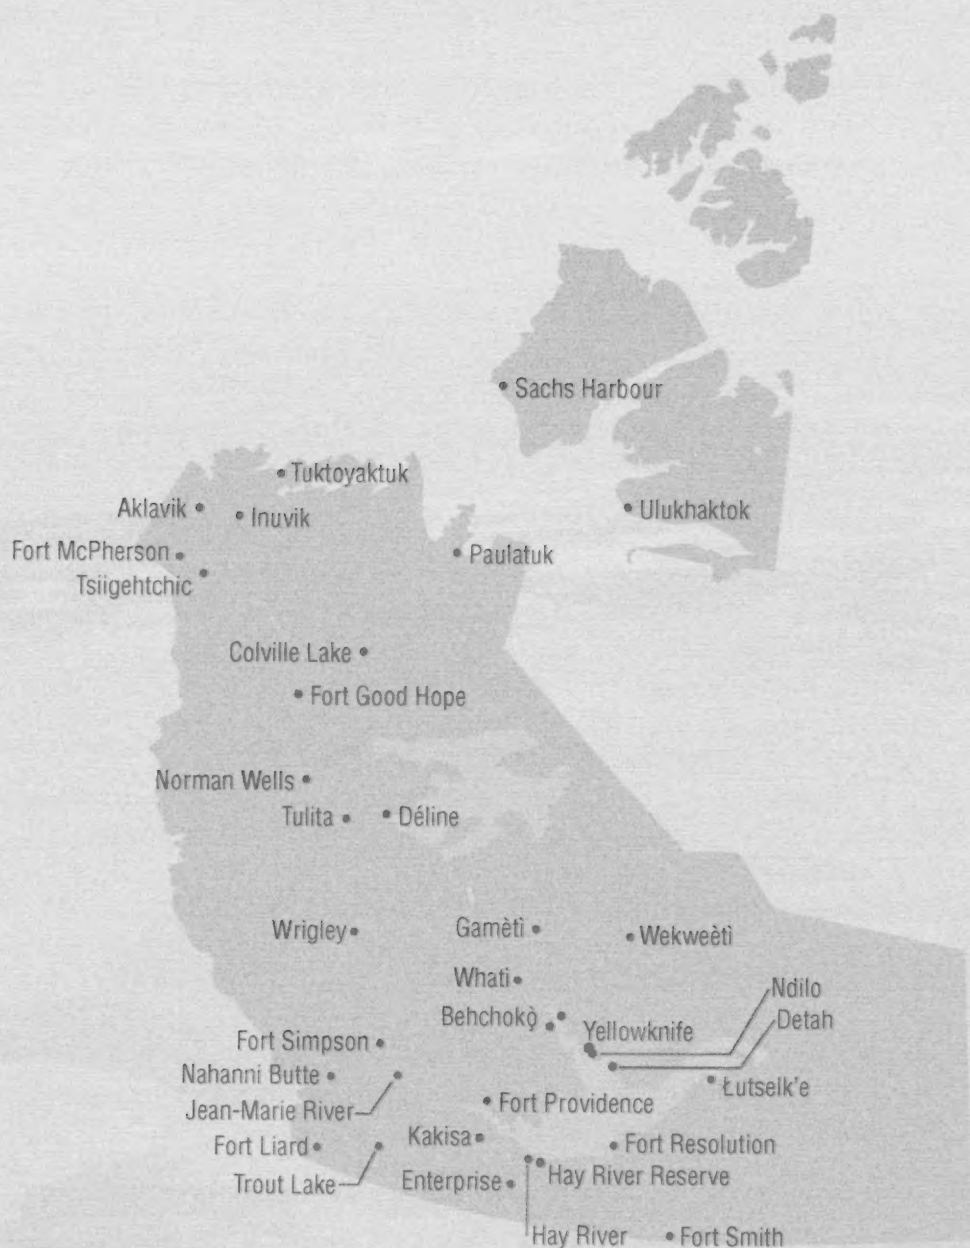 Sachs Harbour
Tuktoyaktuk
Aklavik
Inuvik
Ulukhaktok
Fort McPherson
Paulatuk
Tsiigehtchic
Colville Lake
Fort Good Hope
Norman Wells
Tulita
Déline
Wrigley
Gamètì
Wekweètì
Whatì
Ndilo
Behchokǫ̀
Yellowknife
Detah
Fort Simpson
Nahanni Butte
Łutselk'e
Jean-Marie River
Fort Providence
Fort Liard
Kakisa
Fort Resolution
Trout Lake
Enterprise
Hay River Reserve
Hay River
Fort Smith